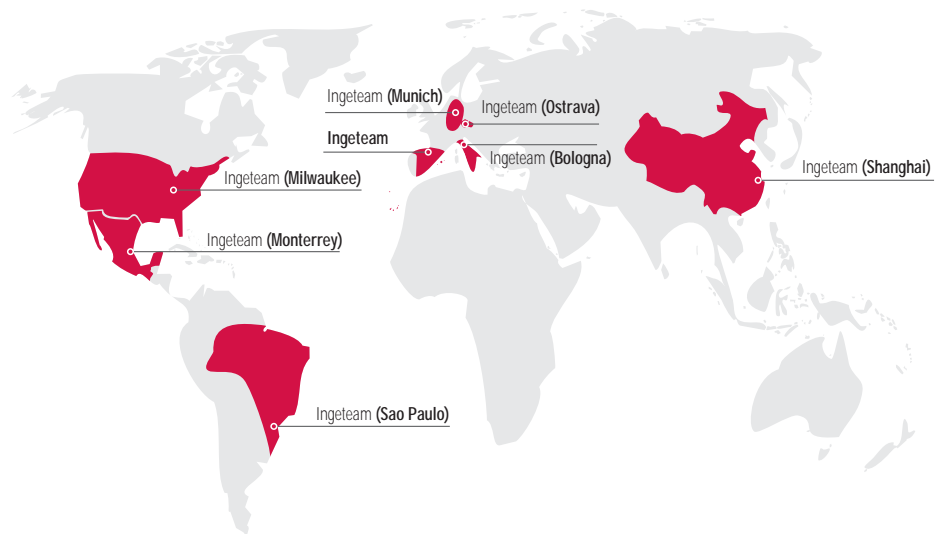 Ingeteam (Munich)
Ingeteam (Ostrava)
Ingeteam
Ingeteam (Bologna)
Ingeteam (Shanghai)
Ingeteam (Milwaukee)
Ingeteam (Monterrey)
Ingeteam (Sao Paulo)